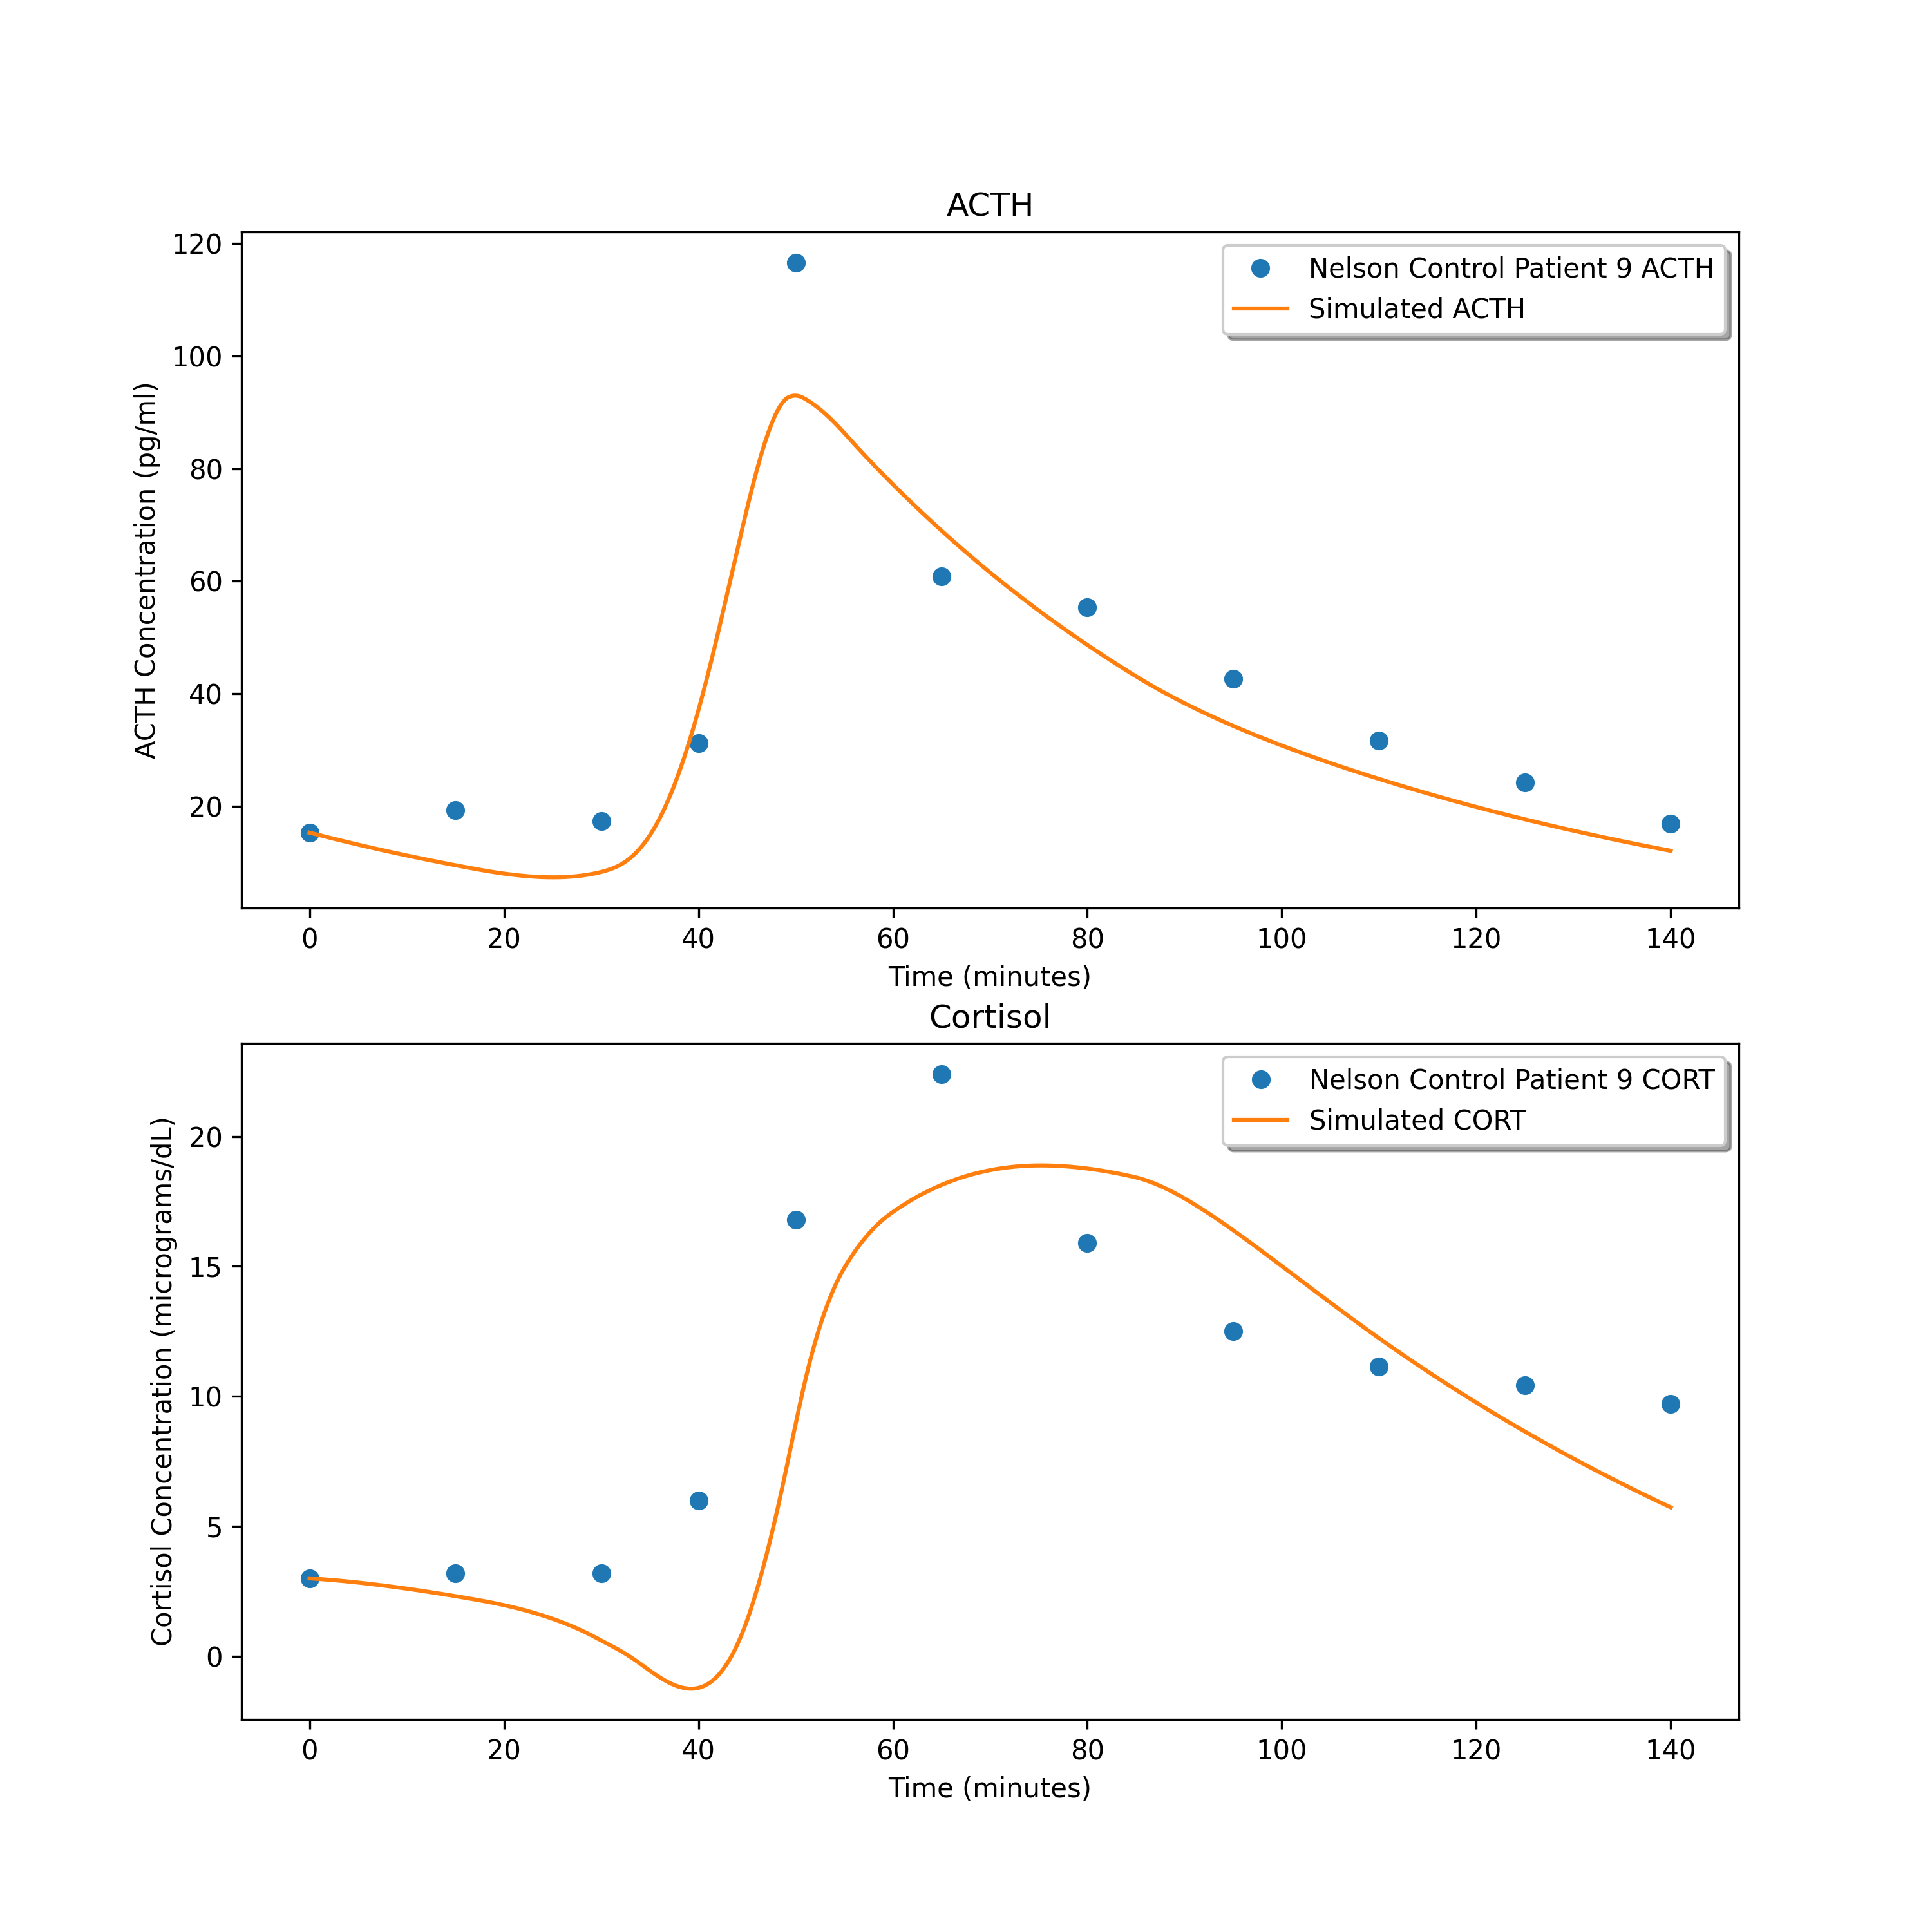 ACTH
120
100
80
60
40
20
ACTH Concentration (pg/ml)
Nelson Control Patient 9 ACTH
Simulated ACTH
0 20 40 60 80 100 120 140
Time (minutes)
Cortisol
20
15
10
5
0
Cortisol Concentration (micrograms/dL)
Nelson Control Patient 9 CORT
Simulated CORT
0 20 40 60 80 100 120 140
Time (minutes)